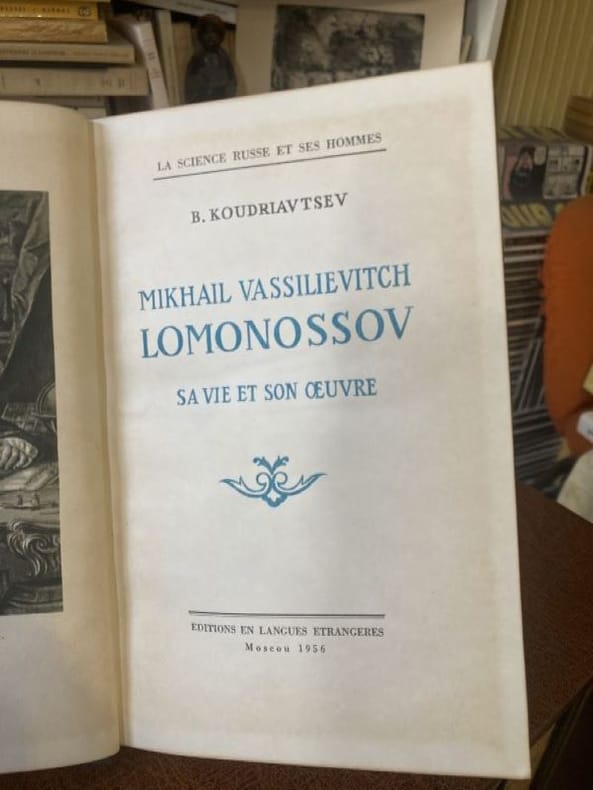 LA SCIENCE RUSSE ET SES HOMMES
B. KOUDRIAVTSEV
MIKHAIL VASSILIEVITCH
LOMONOSSOV
SA VIE ET SON ŒUVRE
EDITIONS EN LANGUES ETRANGERES
Moscou 1956